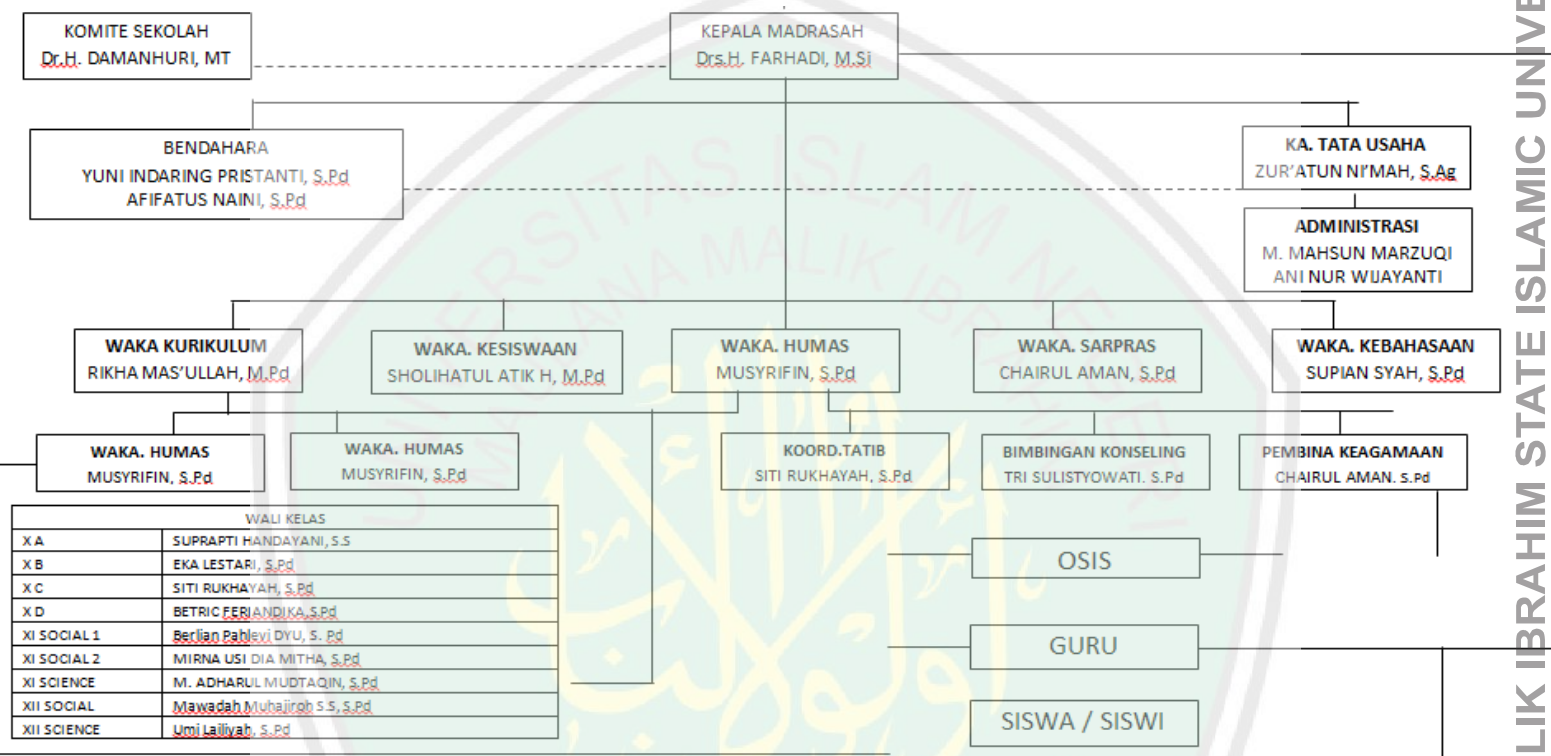 KOMITE SEKOLAH
Dr.H. DAMANHURI, MT
KEPALA MADRASAH
Drs.H. FARHADI, M.Si
BENDAHARA
YUNI INDARING PRISTANTI, S.Pd
AFIFATUS NAINI, S.Pd
KA. TATA USAHA
ZUR'ATUN NI'MAH, S.Ag
ADMINISTRASI
M. MAHSUN MARZUQI
ANI NUR WIJAYANTI
WAKA KURIKULUM
RIKHA MAS'ULLAH, M.Pd
WAKA. KESISWAAN
SHOLIHATUL ATIK H, M.Pd
WAKA. HUMAS
MUSYRIFIN, S.Pd
WAKA. SARPRAS
CHAIRUL AMAN, S.Pd
WAKA. KEBAHASAAN
SUPIAN SYAH, S.Pd
WAKA. HUMAS
MUSYRIFIN, S.Pd
WAKA. HUMAS
MUSYRIFIN, S.Pd
KOORD.TATIB
SITI RUKHAYAH, S.Pd
BIMBINGAN KONSELING
TRI SULISTYOWATI. S.Pd
PEMBINA KEAGAMAAN
CHAIRUL AMAN. S.Pd
WALI KELAS
X A SUPRAPTI HANDAYANI, S.S
X B EKA LESTARI, S.Pd
X C SITI RUKHAYAH, S.Pd
X D BETRIC FERIANDIKA,S.Pd
XI SOCIAL 1 Berlian Pahlevi DYU, S. Pd
XI SOCIAL 2 MIRNA USI DIA MITHA, S.Pd
XI SCIENCE M. ADHARUL MUDTAQIN, S.Pd
XII SOCIAL Mawadah Muhajiroh S.S, S.Pd
XII SCIENCE Umi Lailiyah, S.Pd
OSIS
GURU
SISWA / SISWI
UNIVERSITAS ISLAM NEGERI
MAULANA MALIK IBRAHIM
LIK IBRAHIM STATE ISLAMIC UNIVE